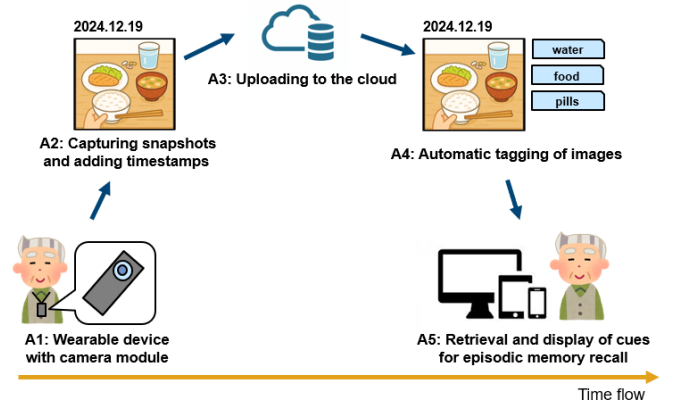 2024.12.19
A2: Capturing snapshots
and adding timestamps
A3: Uploading to the cloud
2024.12.19
water
food
pills
A4: Automatic tagging of images
A1: Wearable device
with camera module
A5: Retrieval and display of cues
for episodic memory recall
Time flow